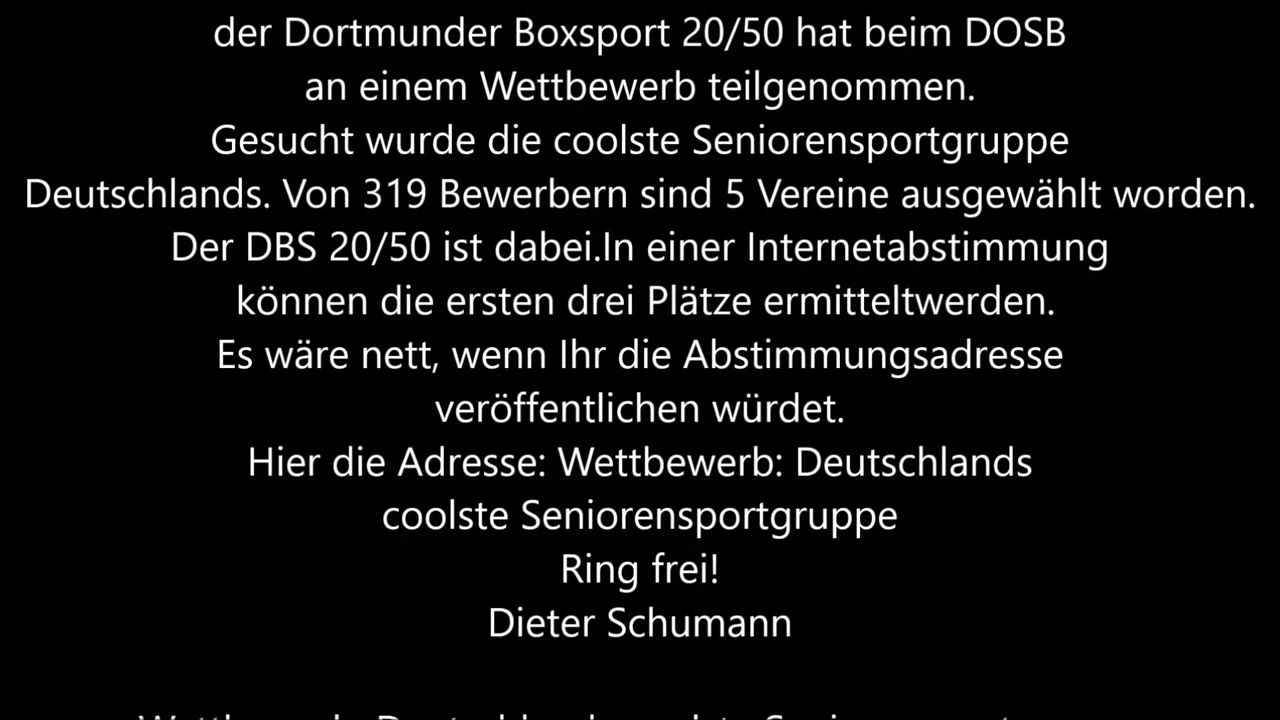 der Dortmunder Boxsport 20/50 hat beim DOSB
an einem Wettbewerb teilgenommen.
Gesucht wurde die coolste Seniorensportgruppe
Deutschlands. Von 319 Bewerbern sind 5 Vereine ausgewählt worden.
Der DBS 20/50 ist dabei.In einer Internetabstimmung
können die ersten drei Plätze ermitteltwerden.
Es wäre nett, wenn Ihr die Abstimmungsadresse
veröffentlichen würdet.
Hier die Adresse: Wettbewerb: Deutschlands
coolste Seniorensportgruppe
Ring frei!
Dieter Schumann